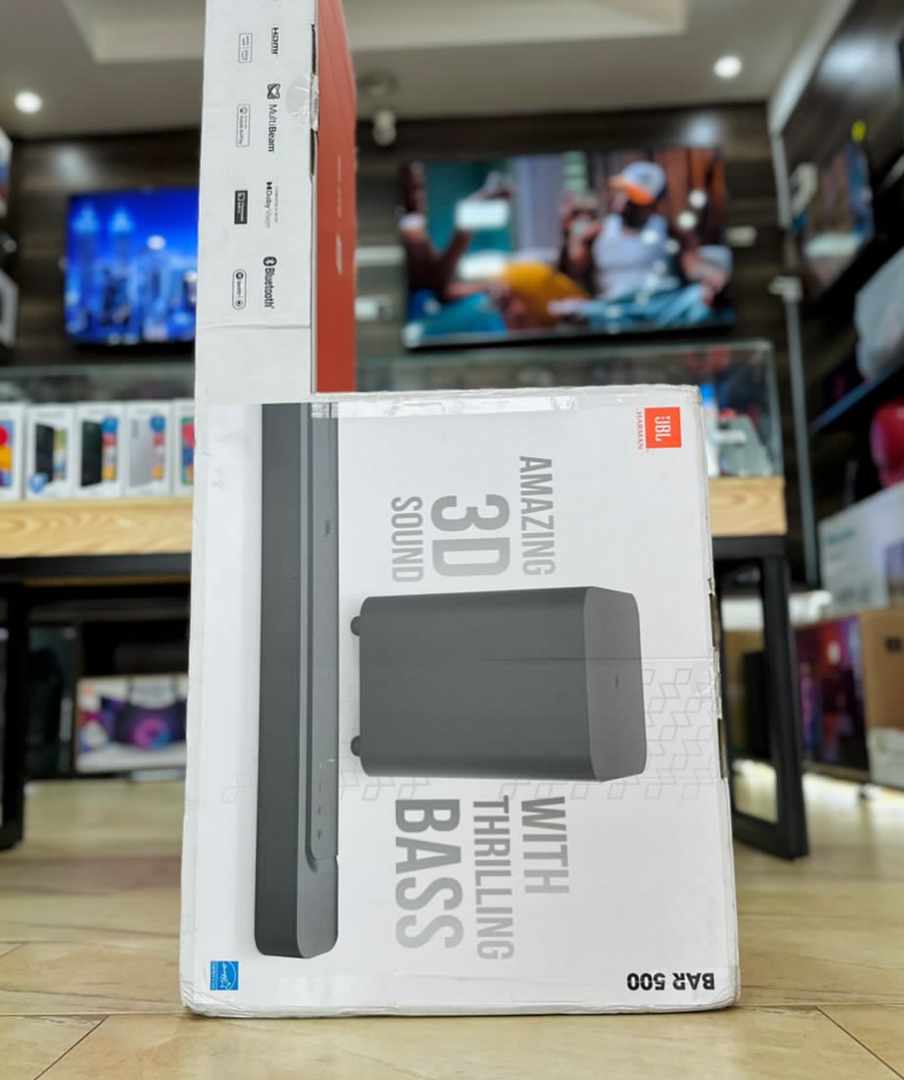 HDMI
MultiBeam
Dolby Vision
Bluetooth
JBL
HARMAN
AMAZING
3D
SOUND
WITH
THRILLING
BASS
BAR 500